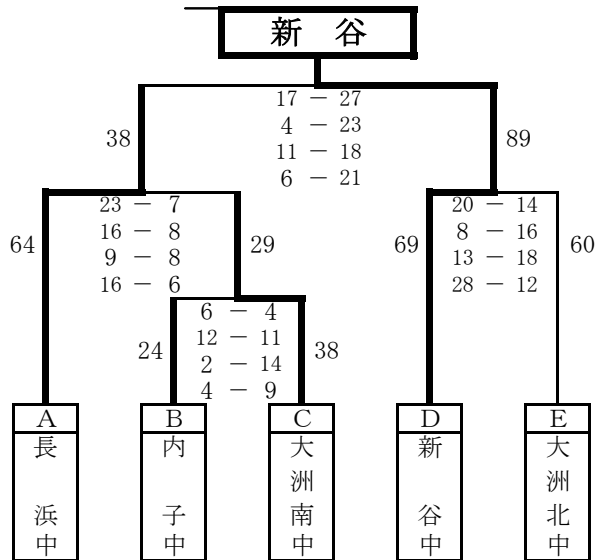 新 谷
17 － 27
38 4 － 23 89
11 － 18
6 － 21
23 － 7 20 － 14
64 16 － 8 29 69 8 － 16 60
9 － 8 13 － 18
16 － 6 28 － 12
6 － 4
12 － 11
24 2 － 14 38
4 － 9
A B C D E
長浜中
内子中
大洲南中
新谷中
大洲北中